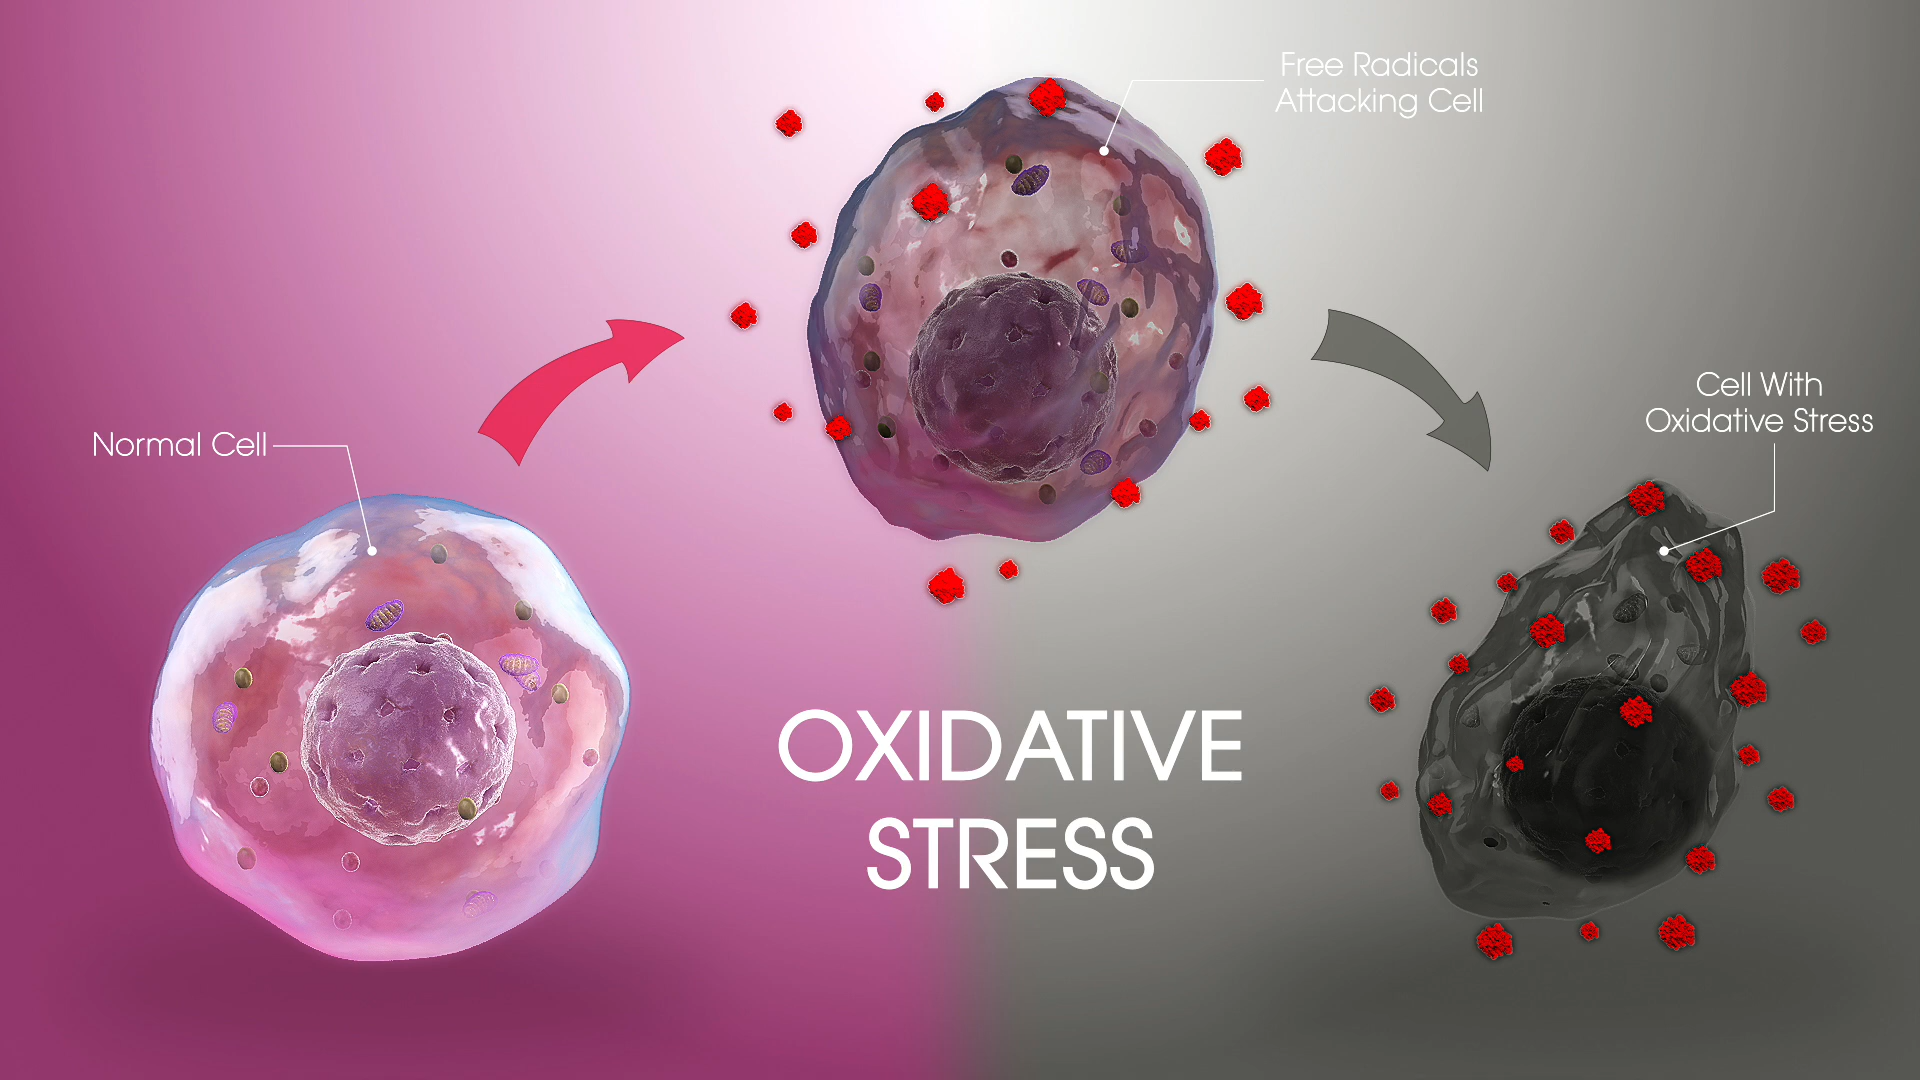 Free Radicals
Attacking Cell
Cell With
Oxidative Stress
Normal Cell
OXIDATIVE
STRESS